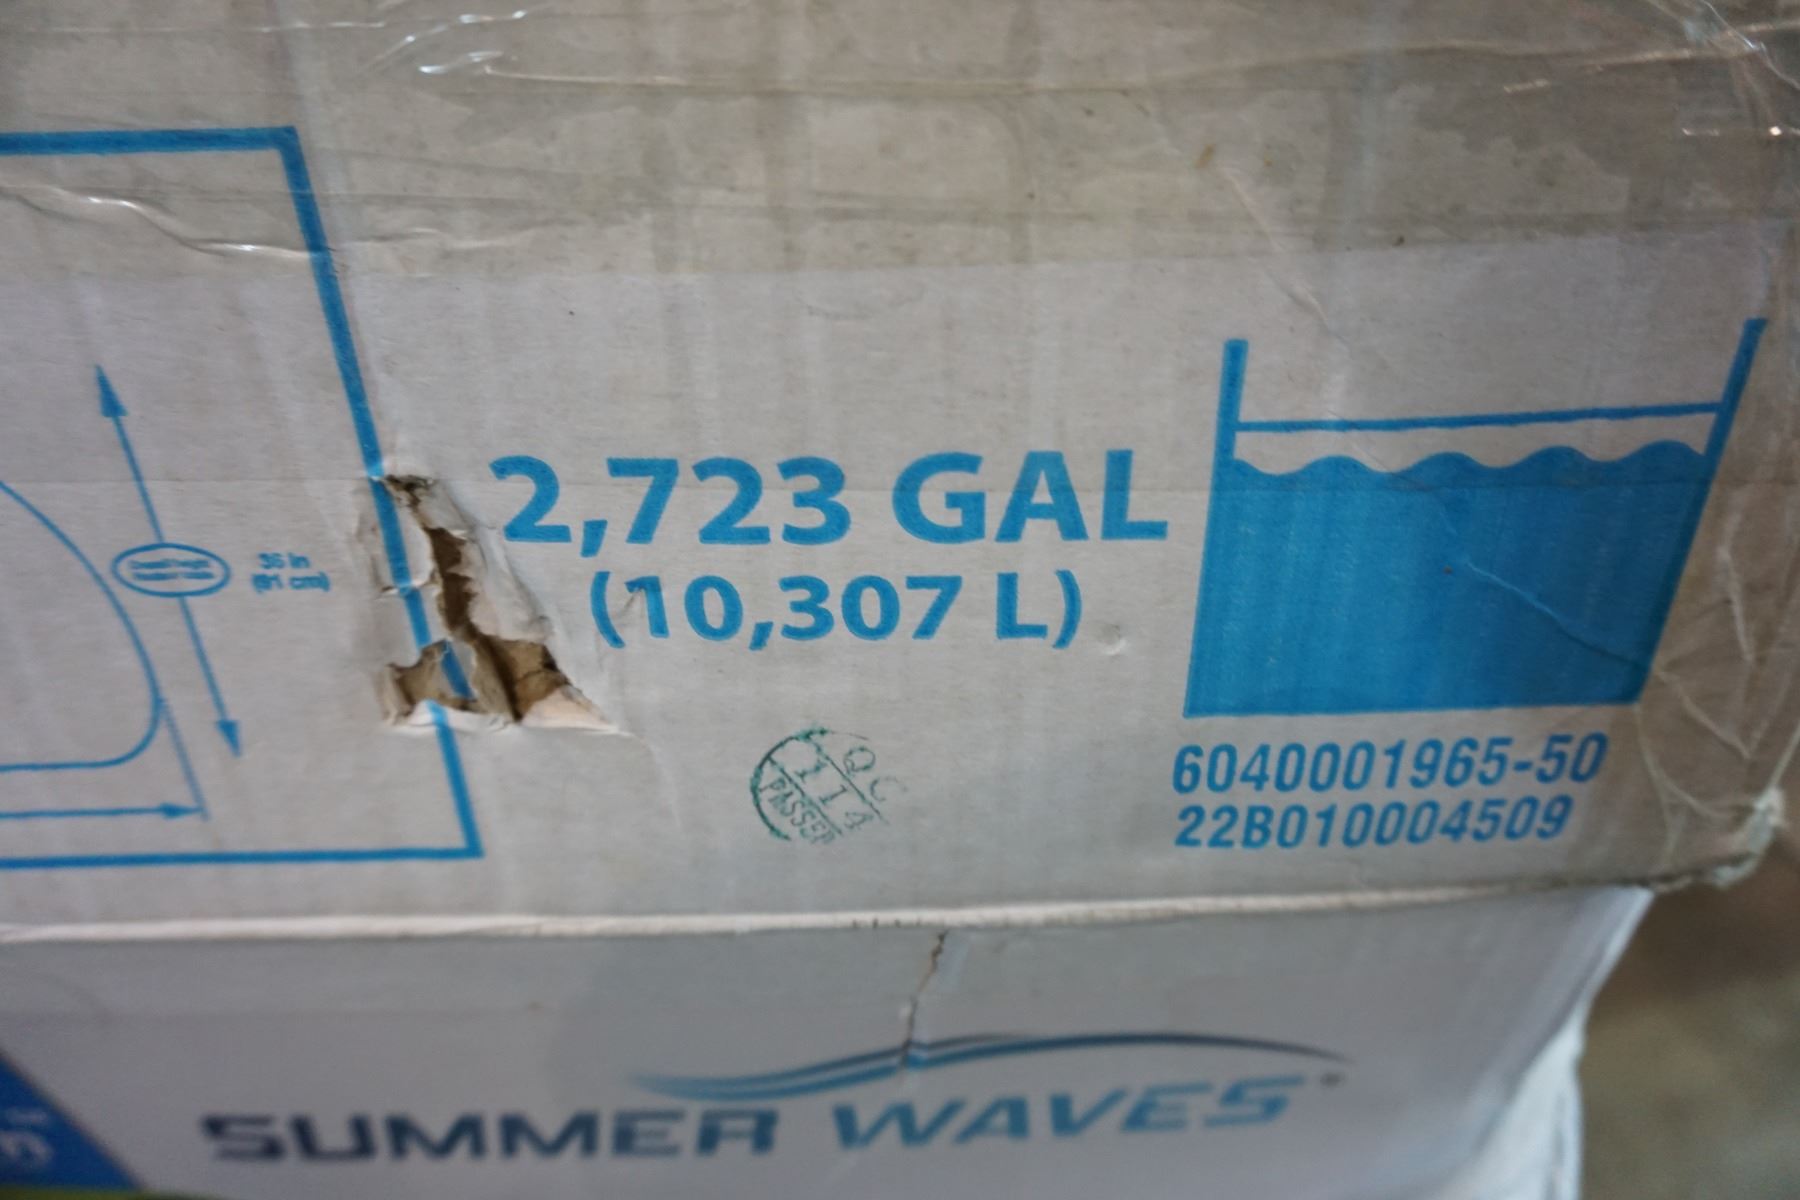 36 in
(91 cm)
2,723 GAL
(10,307 L)
QC
114
PASSED
6040001965-50
22B010004509
SUMMER WAVES®